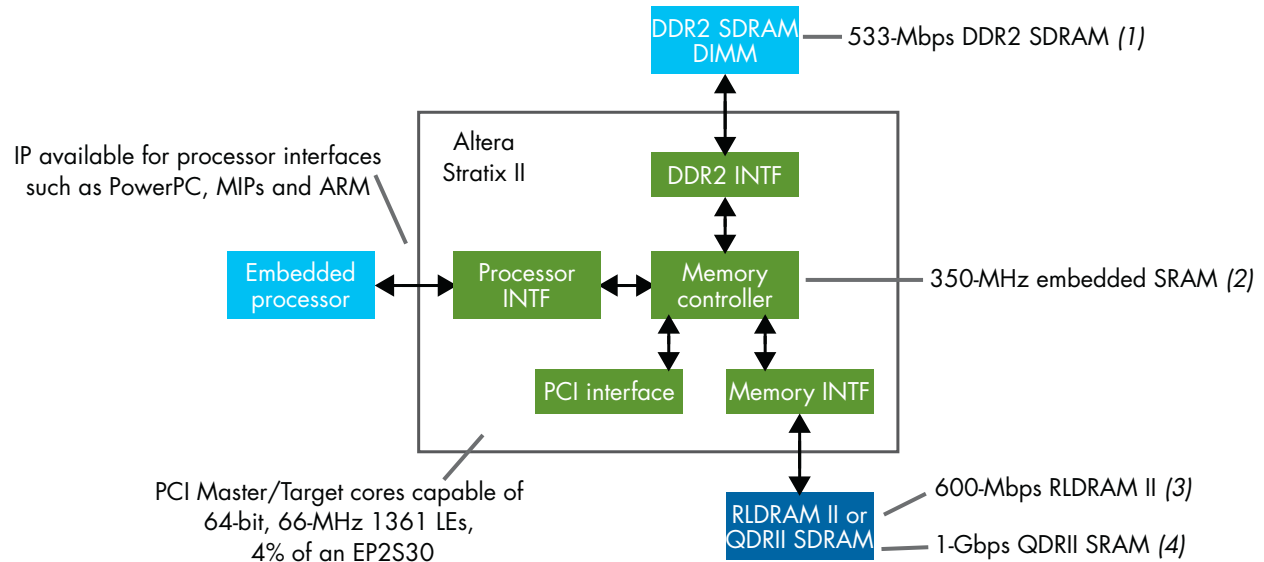 DDR2 SDRAM
DIMM
533-Mbps DDR2 SDRAM (1)
Altera
Stratix II
IP available for processor interfaces
such as PowerPC, MIPs and ARM
DDR2 INTF
Embedded
processor
Processor
INTF
Memory
controller
350-MHz embedded SRAM (2)
PCI interface
Memory INTF
PCI Master/Target cores capable of
64-bit, 66-MHz 1361 LEs,
4% of an EP2S30
RLDRAM II or
QDRII SDRAM
600-Mbps RLDRAM II (3)
1-Gbps QDRII SRAM (4)